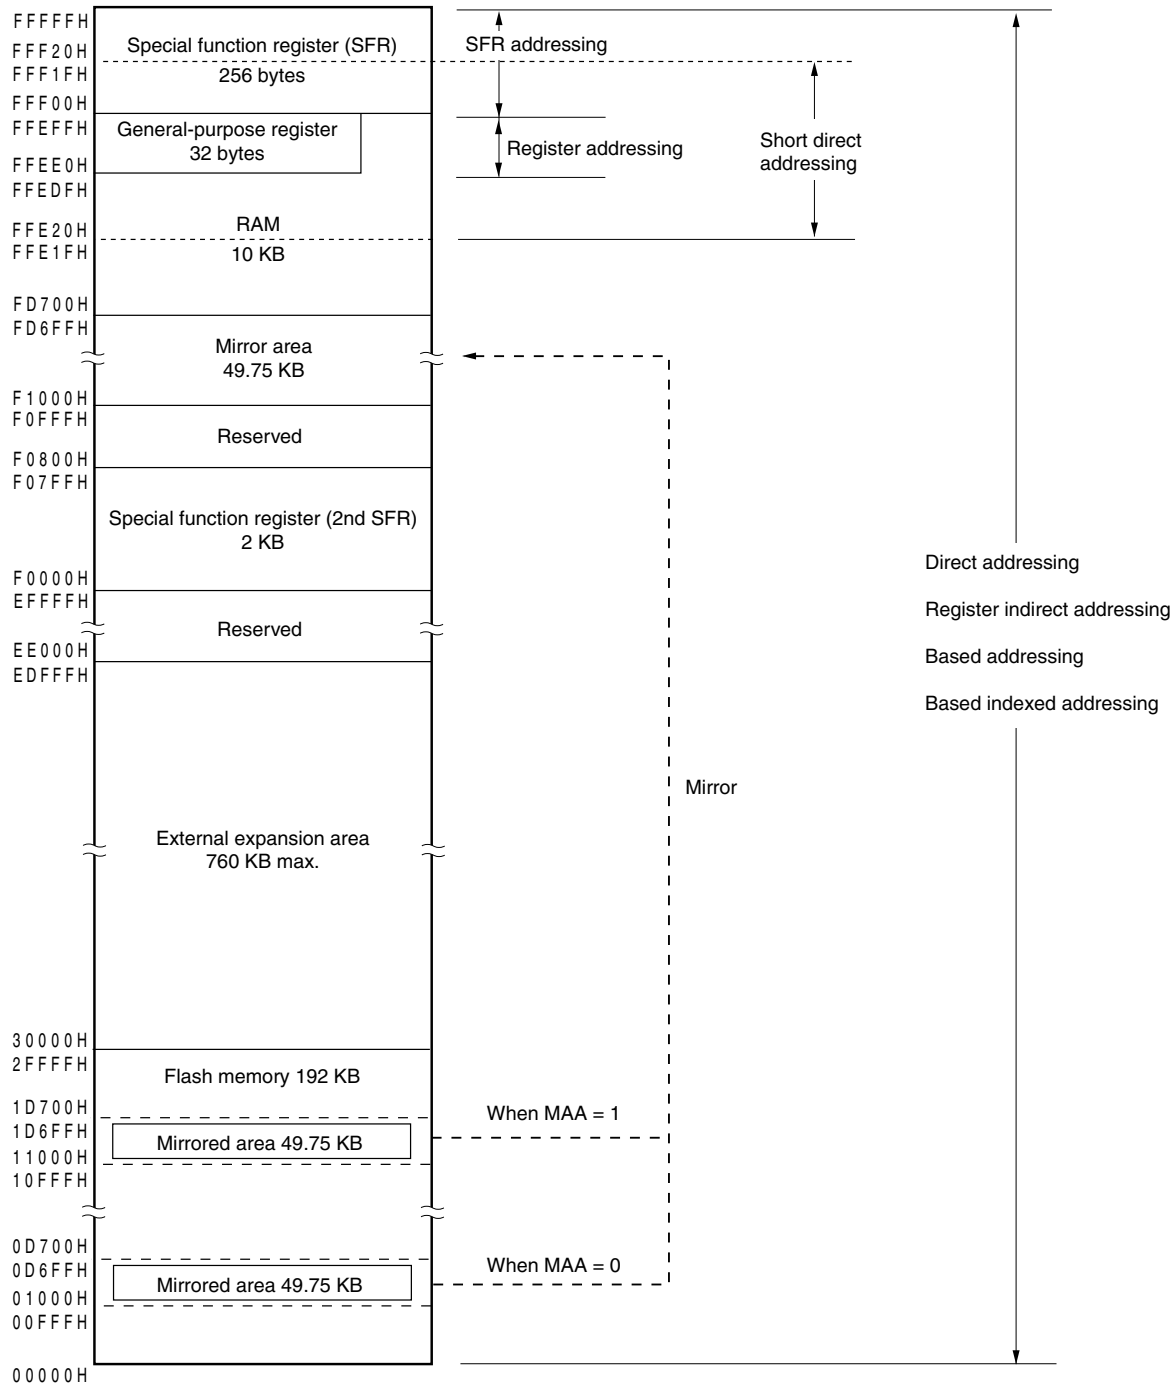 FFFFFH
Special function register (SFR)
SFR addressing
FFF20H
FFF1FH
256 bytes
FFF00H
FFEFFH
General-purpose register
32 bytes
Register addressing
Short direct
addressing
FFEE0H
FFEDFH
RAM
FFE20H
FFE1FH
10 KB
FD700H
FD6FFH
Mirror area
49.75 KB
F1000H
F0FFFH
Reserved
F0800H
F07FFH
Special function register (2nd SFR)
2 KB
F0000H
EFFFFH
Direct addressing
Register indirect addressing
Based addressing
Based indexed addressing
Reserved
EE000H
EDFFFH
Mirror
External expansion area
760 KB max.
30000H
2FFFFH
Flash memory 192 KB
1D700H
When MAA = 1
1D6FFH
Mirrored area 49.75 KB
11000H
10FFFH
0D700H
When MAA = 0
0D6FFH
Mirrored area 49.75 KB
01000H
00FFFH
00000H